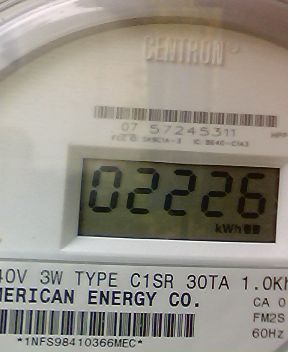 CENTRON
07 57245311
02226
kWh
40V 3W TYPE C1SR 30TA 1.0Kh
MERICAN ENERGY CO.
CA 0
FM2S
60Hz
*1NFS98410366MEC*